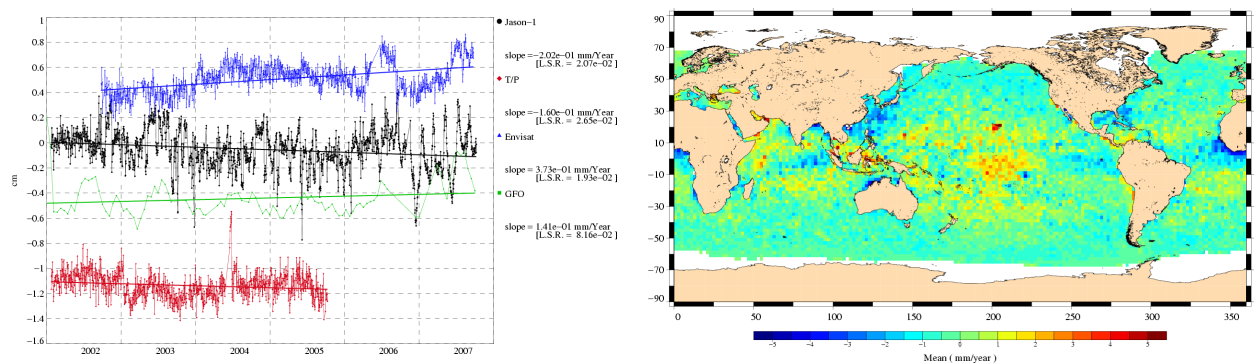 1
0.8
0.6
0.4
0.2
0
−0.2
−0.4
−0.6
−0.8
−1
−1.2
−1.4
−1.6
cm
2002 2003 2004 2005 2006 2007
Jason−1
slope =−2.02e−01 mm/Year
[L.S.R. = 2.07e−02 ]
T/P
slope =−1.60e−01 mm/Year
[L.S.R. = 2.65e−02 ]
Envisat
slope = 3.73e−01 mm/Year
[L.S.R. = 1.93e−02 ]
GFO
slope = 1.41e−01 mm/Year
[L.S.R. = 8.16e−02 ]
90
70
50
30
10
−10
−30
−50
−70
−90
0 50 100 150 200 250 300 350
−5 −4 −3 −2 −1 0 1 2 3 4 5
Mean ( mm/year )